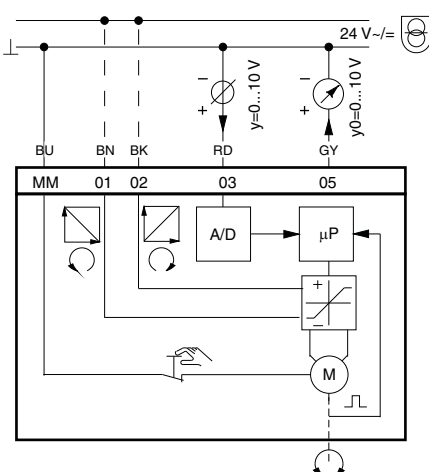 24 V~/=
⊥
− + y=0...10 V
− + y0=0...10 V
BU BN BK RD GY
MM 01 02 03 05
A/D µP
+
−
M